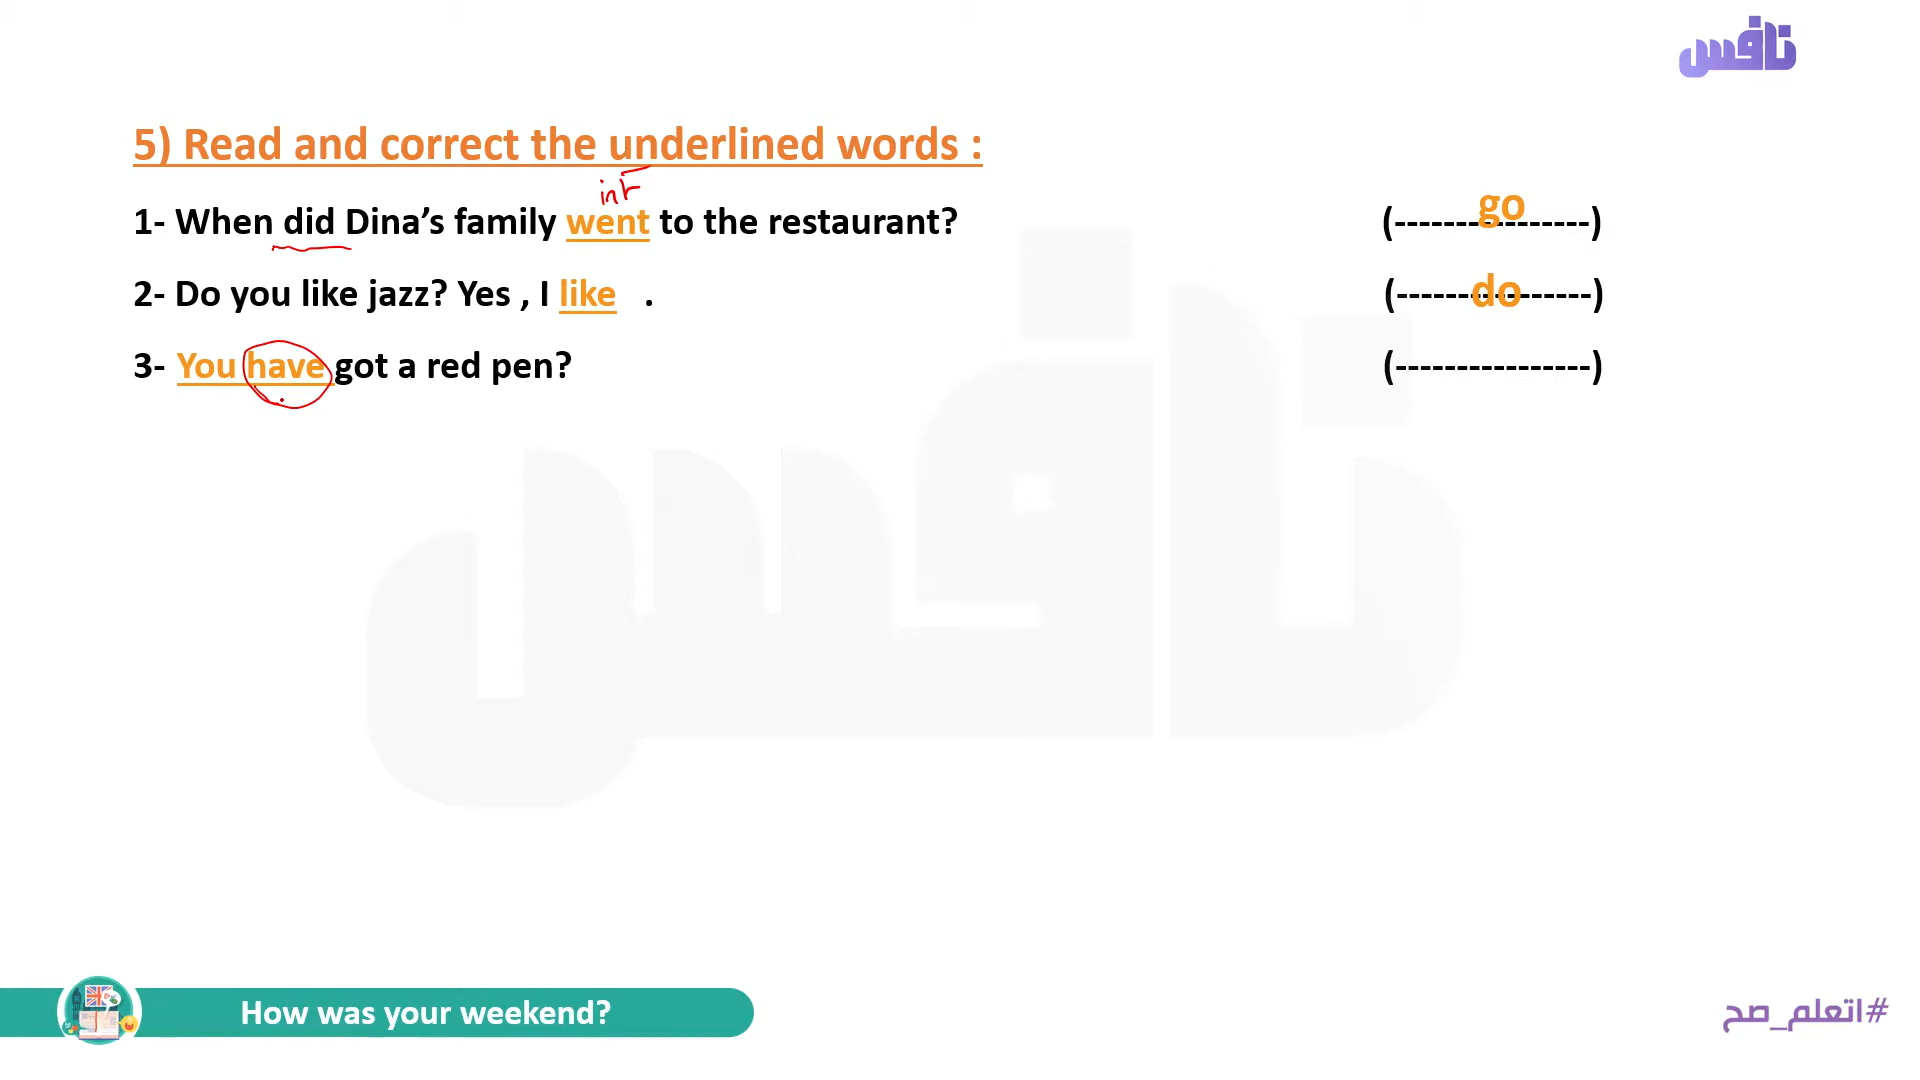 نافس
5) Read and correct the underlined words :
inf
1- When did Dina’s family went to the restaurant? (----------------) go
2- Do you like jazz? Yes , I like . (----------------) do
3- You have got a red pen? (----------------)
نافس
How was your weekend?
#اتعلم_صح